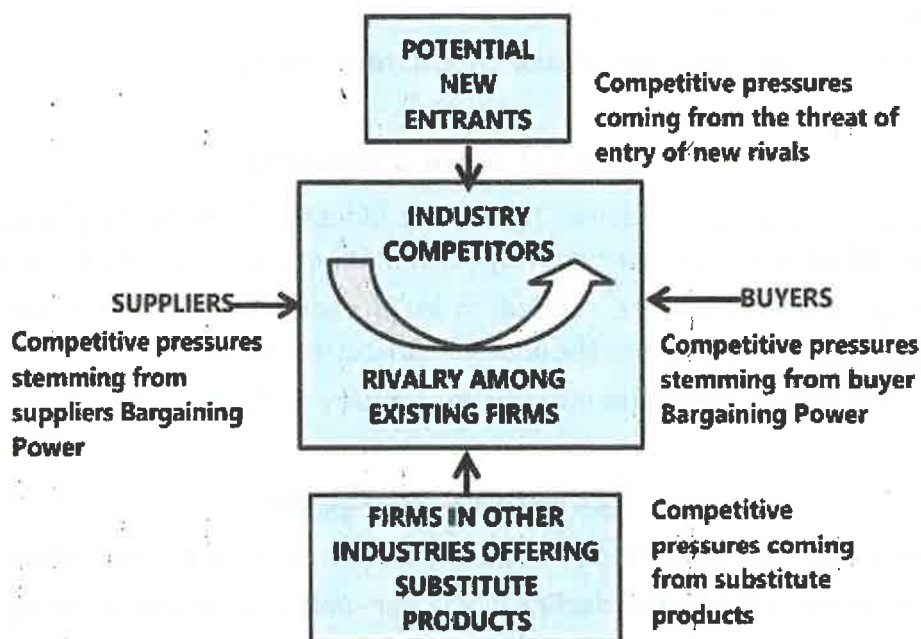 POTENTIAL
NEW
ENTRANTS
Competitive pressures
coming from the threat of
entry of new rivals
INDUSTRY
COMPETITORS
SUPPLIERS
Competitive pressures
stemming from
suppliers Bargaining
Power
BUYERS
Competitive pressures
stemming from buyer
Bargaining Power
RIVALRY AMONG
EXISTING FIRMS
FIRMS IN OTHER
INDUSTRIES OFFERING
SUBSTITUTE
PRODUCTS
Competitive
pressures coming
from substitute
products